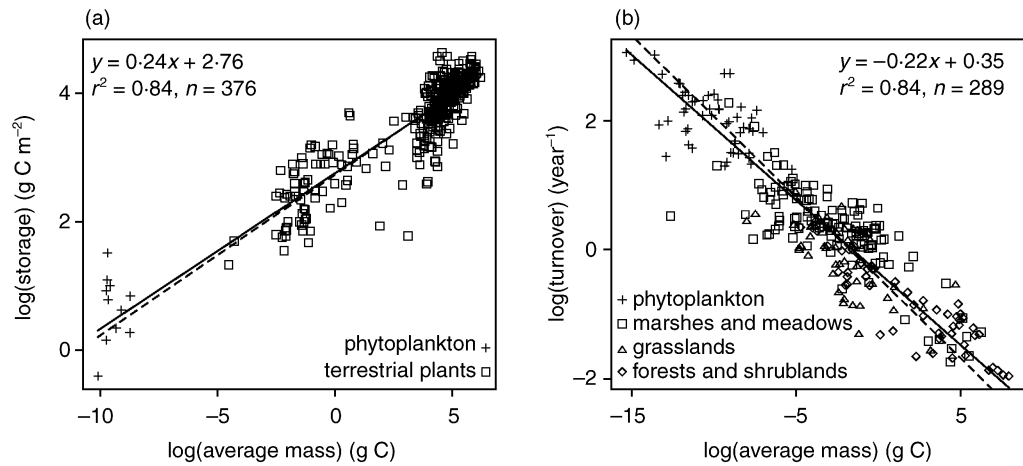 (a)
y = 0·24x + 2·76
r² = 0·84, n = 376
log(storage) (g C m⁻²)
4
2
0
phytoplankton +
terrestrial plants □
−10
−5
0
5
log(average mass) (g C)
(b)
y = −0·22x + 0·35
r² = 0·84, n = 289
log(turnover) (year⁻¹)
2
0
−2
+ phytoplankton
□ marshes and meadows
△ grasslands
◇ forests and shrublands
−15
−5
5
log(average mass) (g C)